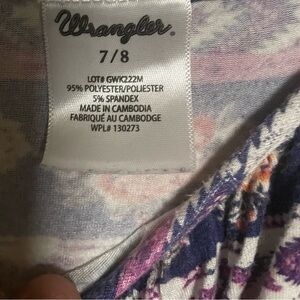 Wrangler
7/8
LOT# GWK222M
95% POLYESTER/POLIESTER
5% SPANDEX
MADE IN CAMBODIA
FABRIQUÉ AU CAMBODGE
WPL# 130273